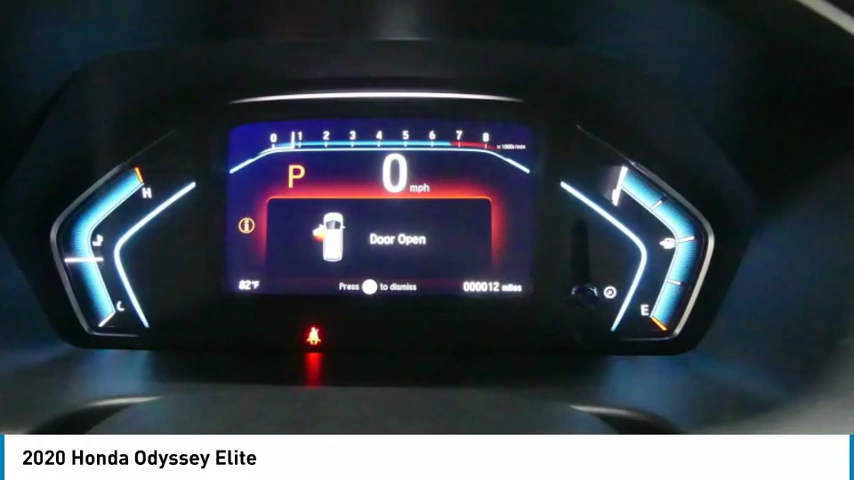 0 1 2 3 4 5 6 7 8 x1000r/min
P 0 mph
H
Door Open
C
E
82°F Press to dismiss 000012 miles
2020 Honda Odyssey Elite